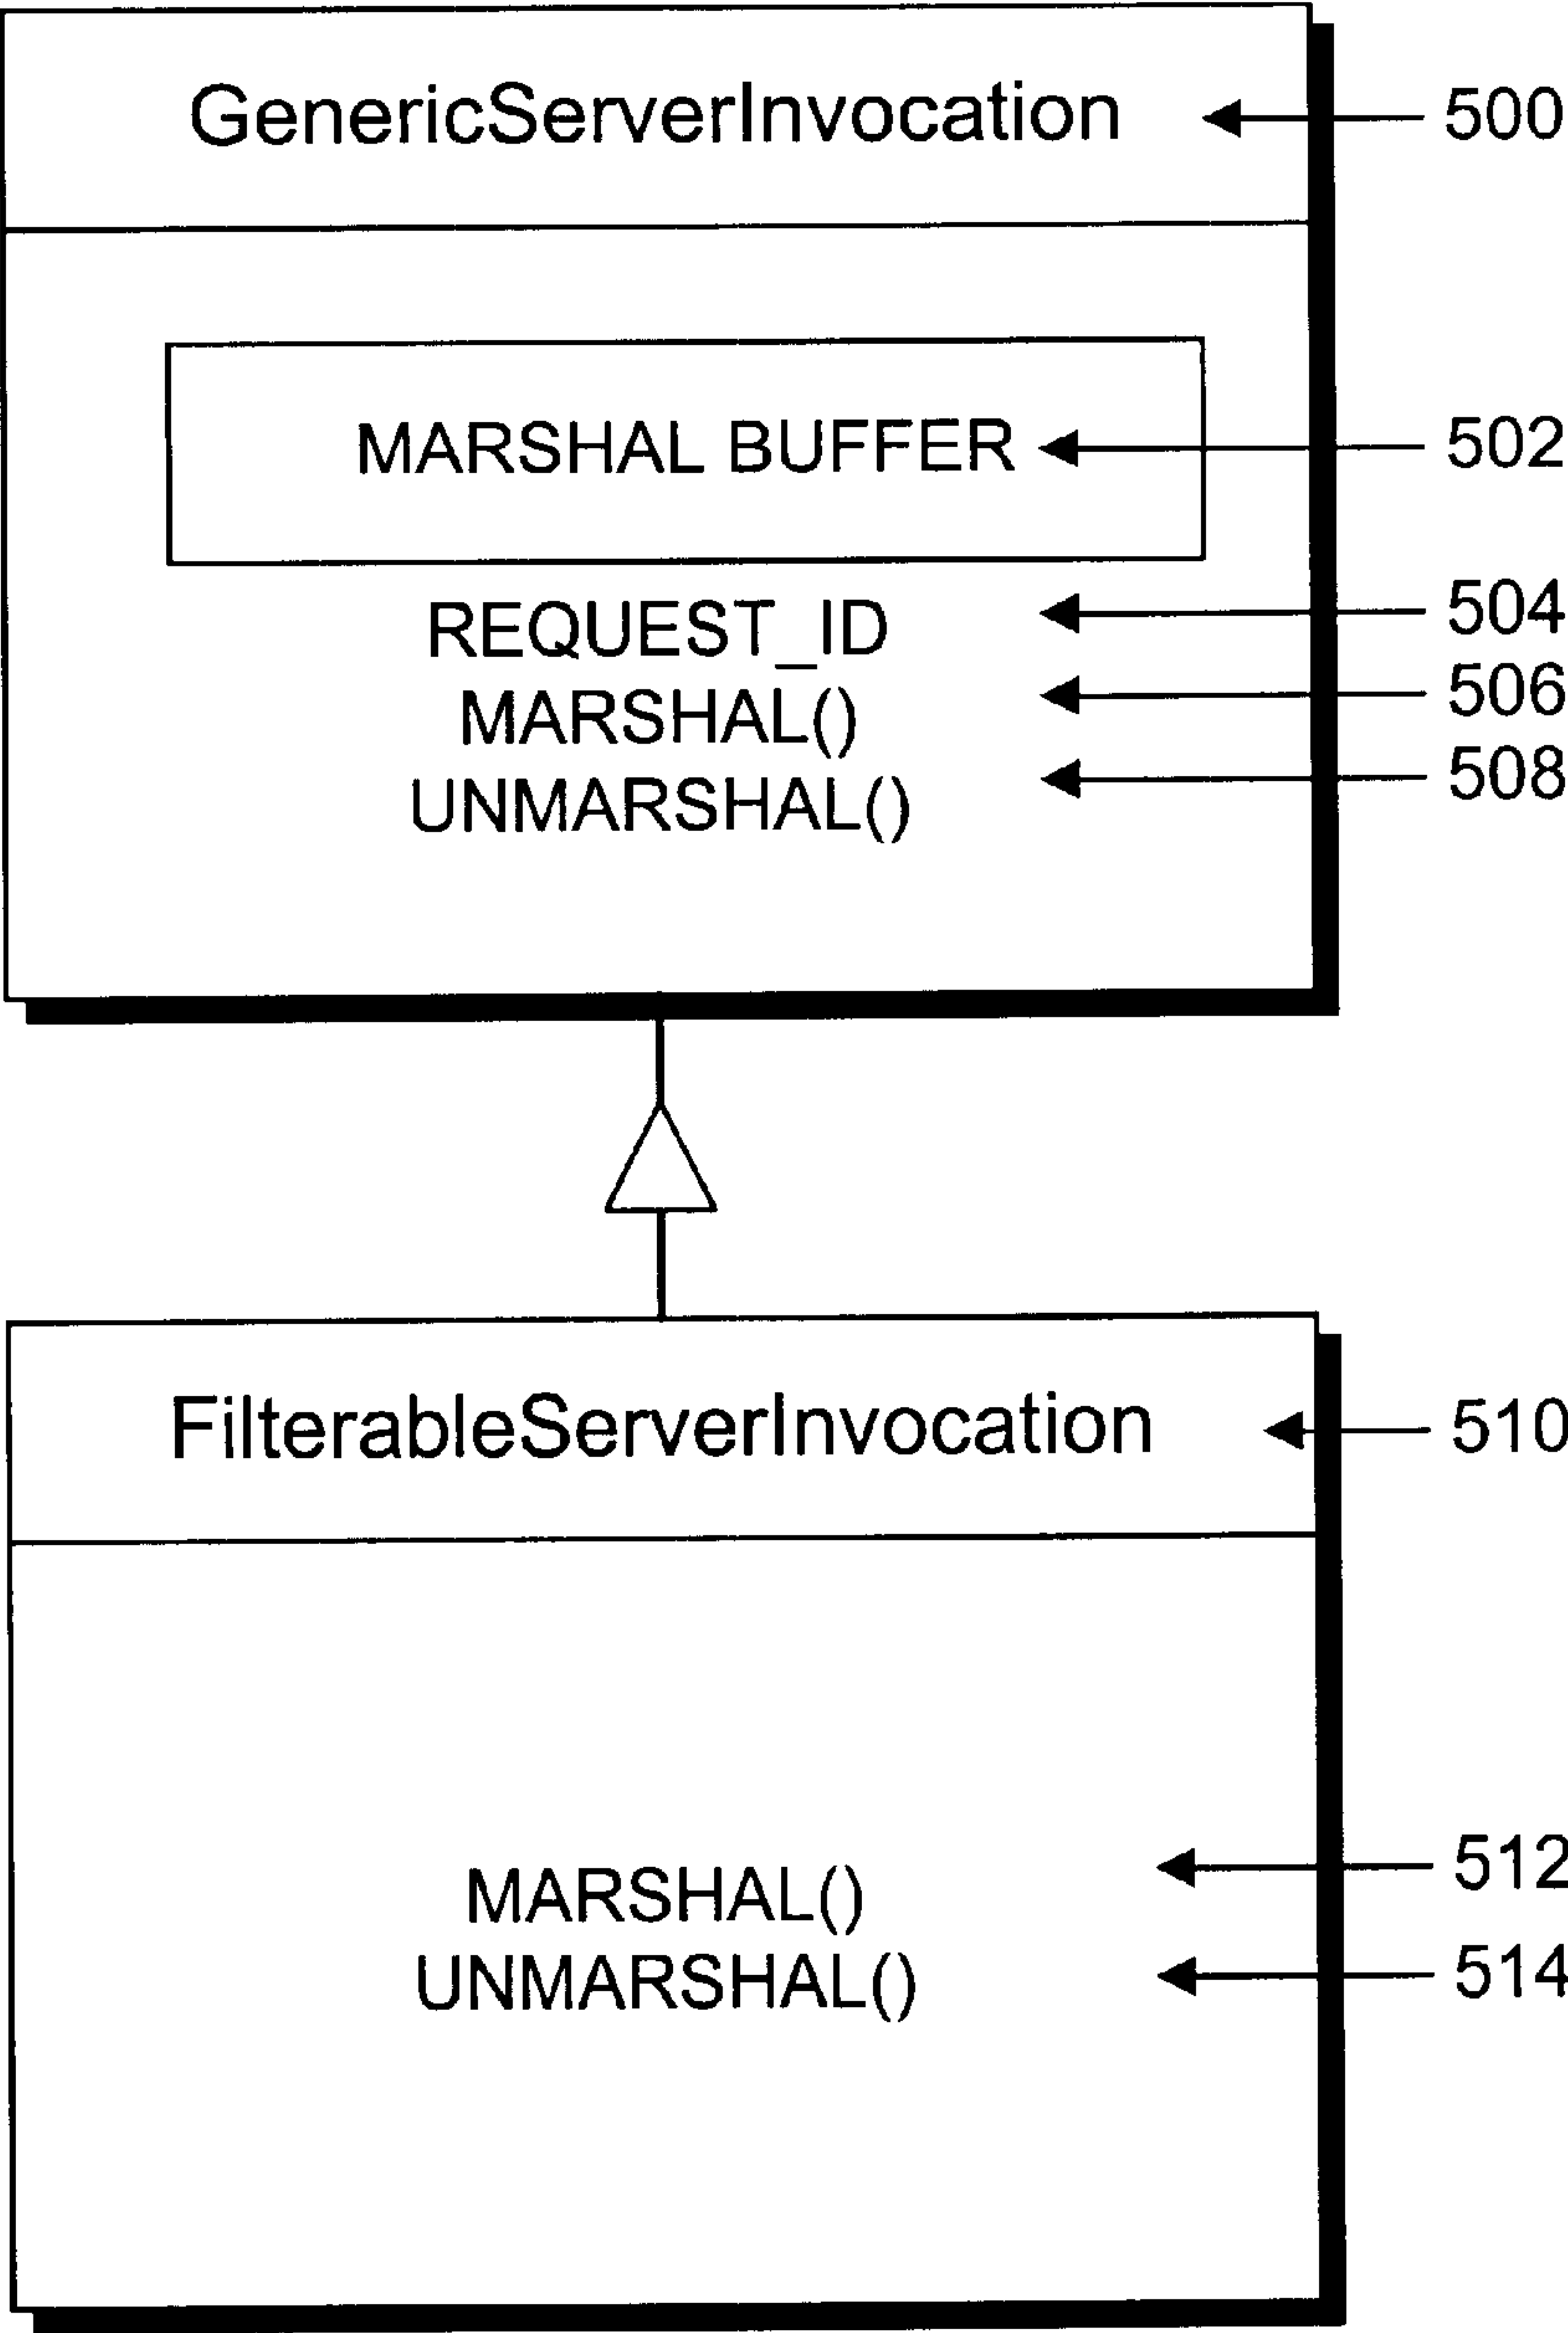 GenericServerInvocation 500
MARSHAL BUFFER 502
REQUEST_ID 504
MARSHAL() 506
UNMARSHAL() 508
FilterableServerInvocation 510
MARSHAL() 512
UNMARSHAL() 514